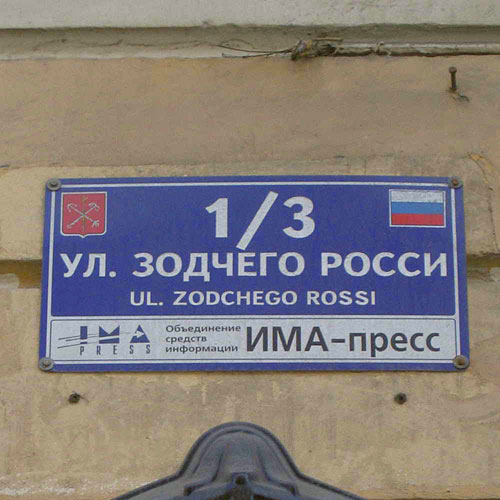 1/3
УЛ. ЗОДЧЕГО РОССИ
UL. ZODCHEGO ROSSI
IMA
PRESS
Объединение
средств
информации
ИМА-пресс